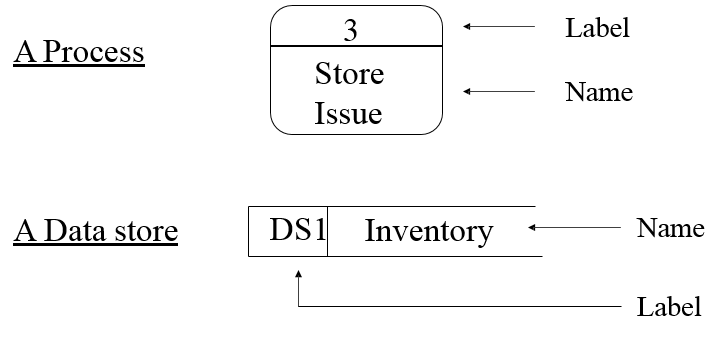 3
Label
A Process
Store
Issue
Name
A Data store
DS1
Inventory
Name
Label